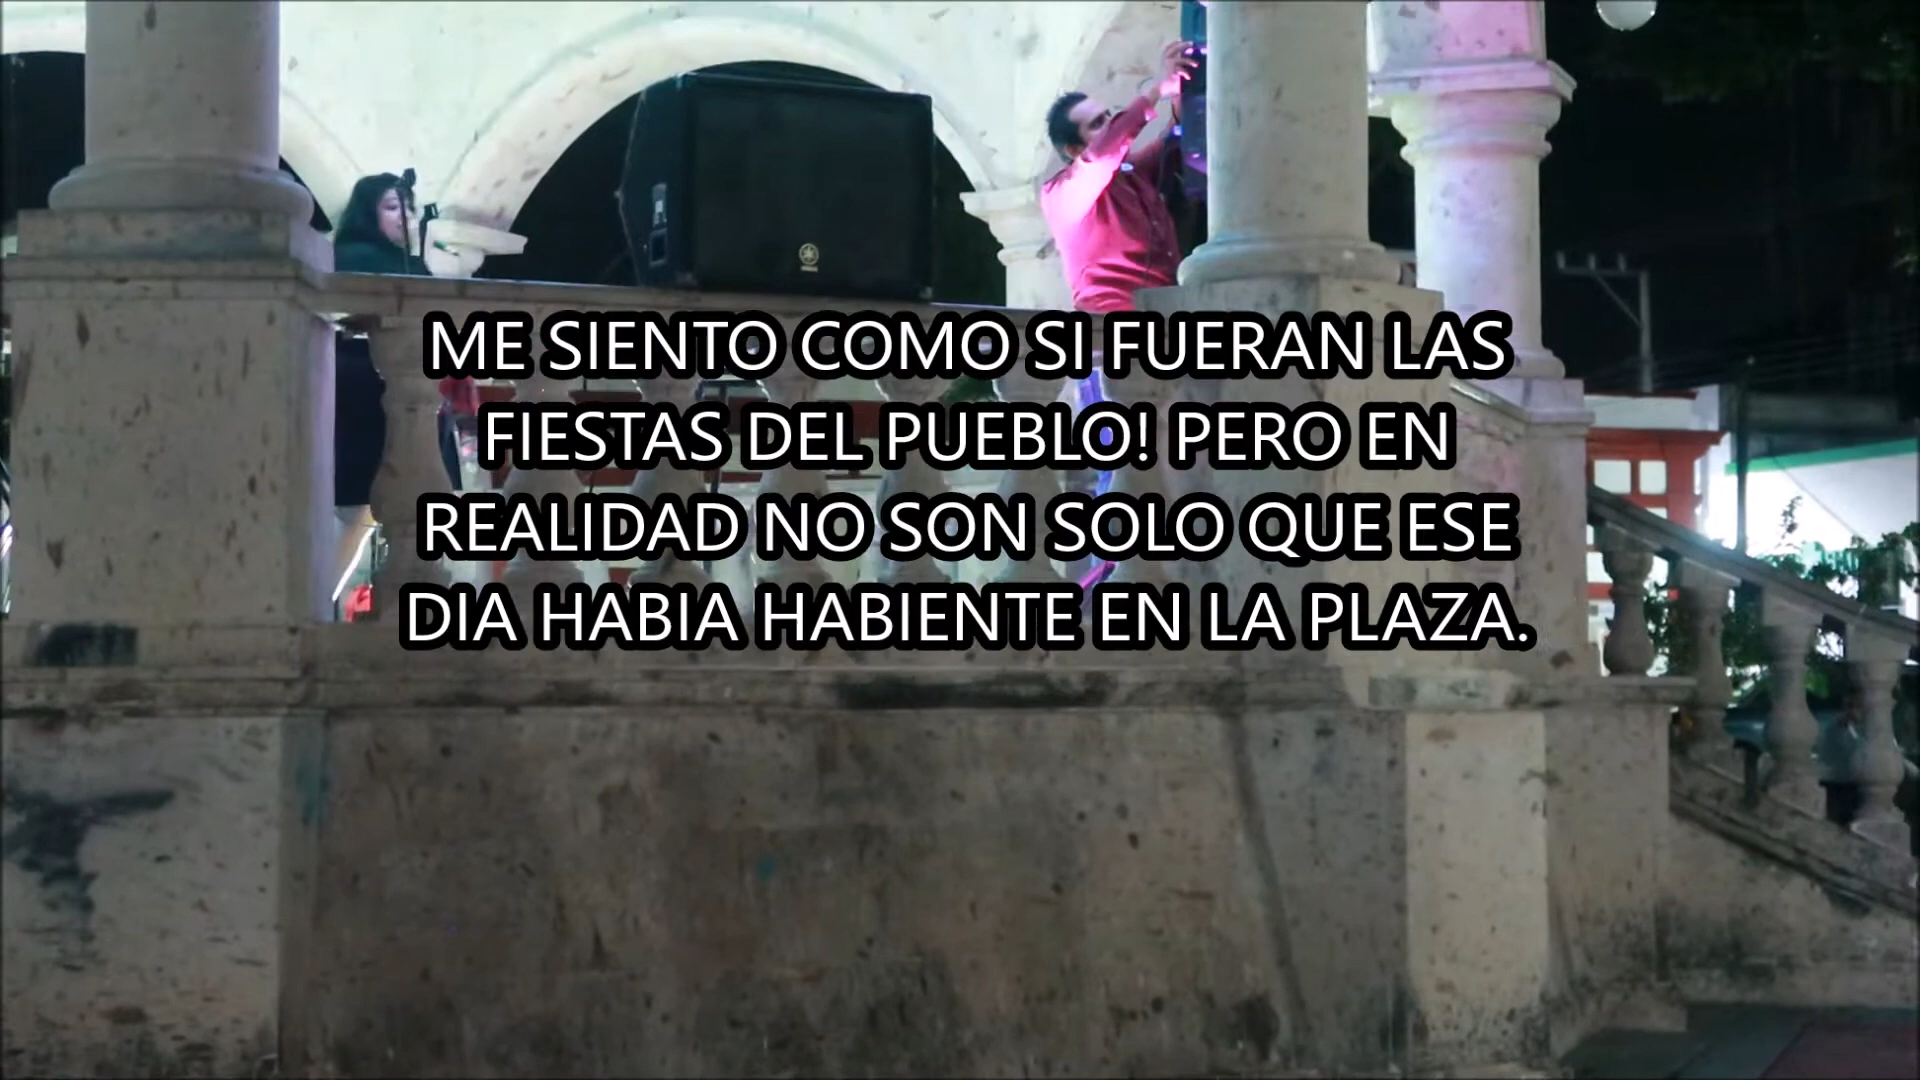 ME SIENTO COMO SI FUERAN LAS
FIESTAS DEL PUEBLO! PERO EN
REALIDAD NO SON SOLO QUE ESE
DIA HABIA HABIENTE EN LA PLAZA.